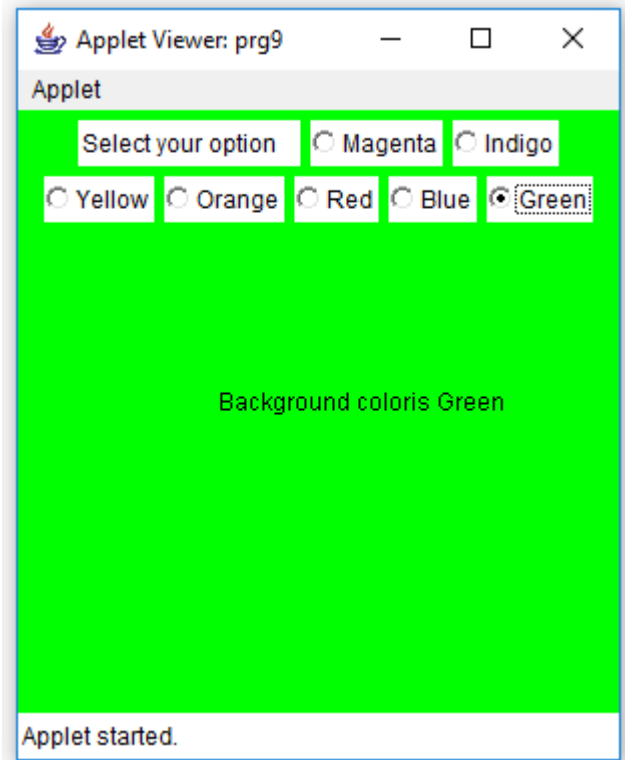 Applet Viewer: prg9
Applet
Select your option Magenta Indigo
Yellow Orange Red Blue Green
Background coloris Green
Applet started.